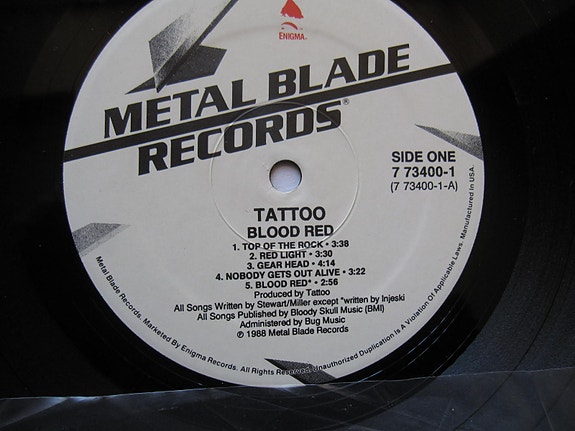 ENIGMA.
METAL BLADE
RECORDS®
SIDE ONE
7 73400-1
(7 73400-1-A)
TATTOO
BLOOD RED
1. TOP OF THE ROCK • 3:38
2. RED LIGHT • 3:30
3. GEAR HEAD • 4:14
4. NOBODY GETS OUT ALIVE • 3:22
5. BLOOD RED* • 2:56
Produced by Tattoo
All Songs Written by Stewart/Miller except *written by Injeski
All Songs Published by Bloody Skull Music (BMI)
Administered by Bug Music
℗ 1988 Metal Blade Records
Metal Blade Records. Marketed By Enigma Records. All Rights Reserved. Unauthorized Duplication Is A Violation Of Applicable Laws. Manufactured in USA.